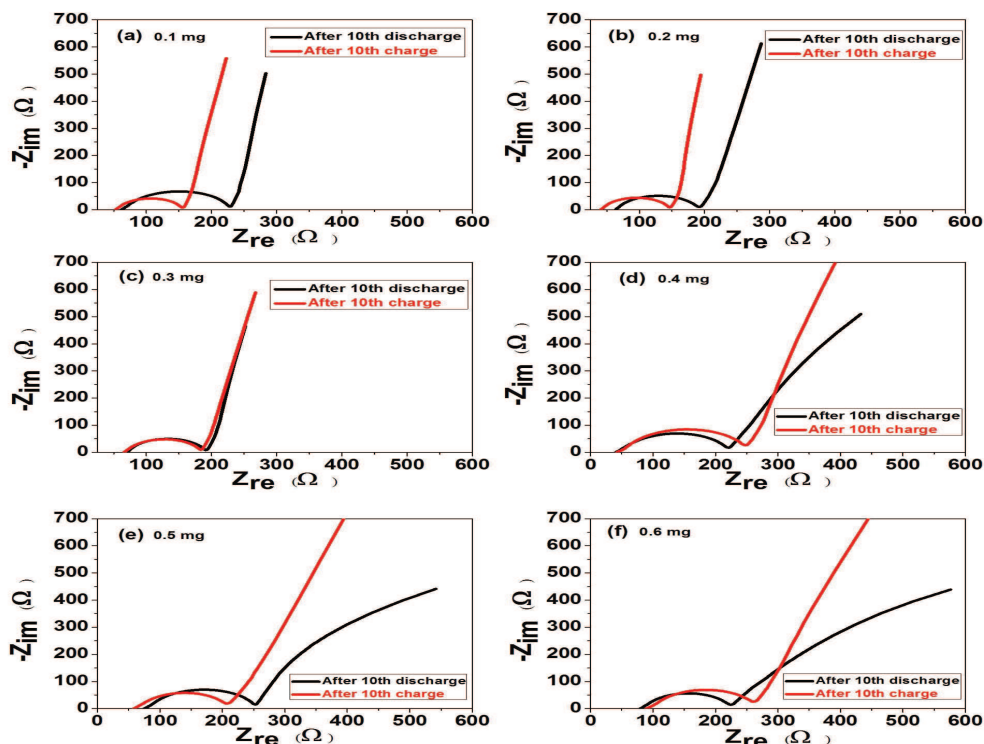 (a) 0.1 mg
After 10th discharge
After 10th charge
700
600
500
400
300
200
100
0
0 100 200 300 400 500 600
-Zim (Ω)
Zre (Ω)
(b) 0.2 mg
After 10th discharge
After 10th charge
700
600
500
400
300
200
100
0
0 100 200 300 400 500 600
-Zim (Ω)
Zre (Ω)
(c) 0.3 mg
After 10th discharge
After 10th charge
700
600
500
400
300
200
100
0
100 200 300 400 500 600
-Zim (Ω)
Zre (Ω)
(d) 0.4 mg
After 10th discharge
After 10th charge
700
600
500
400
300
200
100
0
0 100 200 300 400 500 600
-Zim (Ω)
Zre (Ω)
(e) 0.5 mg
After 10th discharge
After 10th charge
700
600
500
400
300
200
100
0
0 100 200 300 400 500 600
-Zim (Ω)
Zre (Ω)
(f) 0.6 mg
After 10th discharge
After 10th charge
700
600
500
400
300
200
100
0
0 100 200 300 400 500 600
-Zim (Ω)
Zre (Ω)